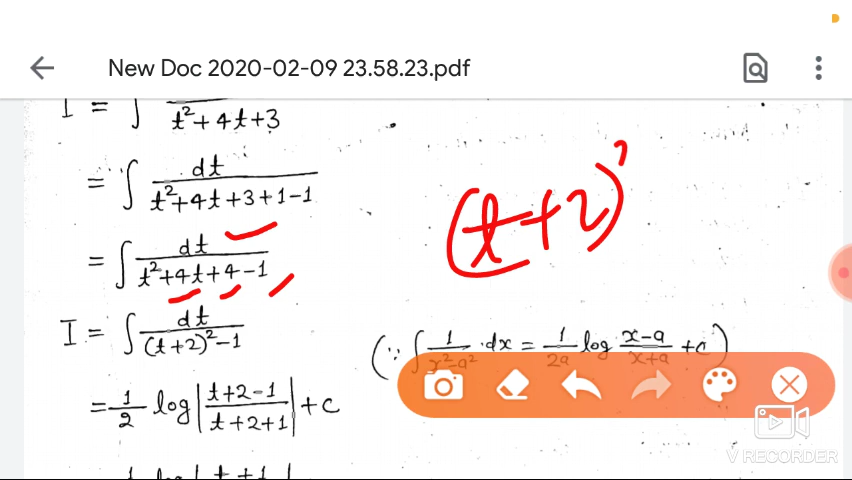 New Doc 2020-02-09 23.58.23.pdf
I = ∫ / t²+4t+3
= ∫ dt / t²+4t+3+1-1
(t+2)²
= ∫ dt / t²+4t+4-1
I = ∫ dt / (t+2)²-1
(∵ ∫ 1 / x²-a² · dx = 1 / 2a log x-a / x+a + c)
= 1/2 log | t+2-1 / t+2+1 | + c
V RECORDER